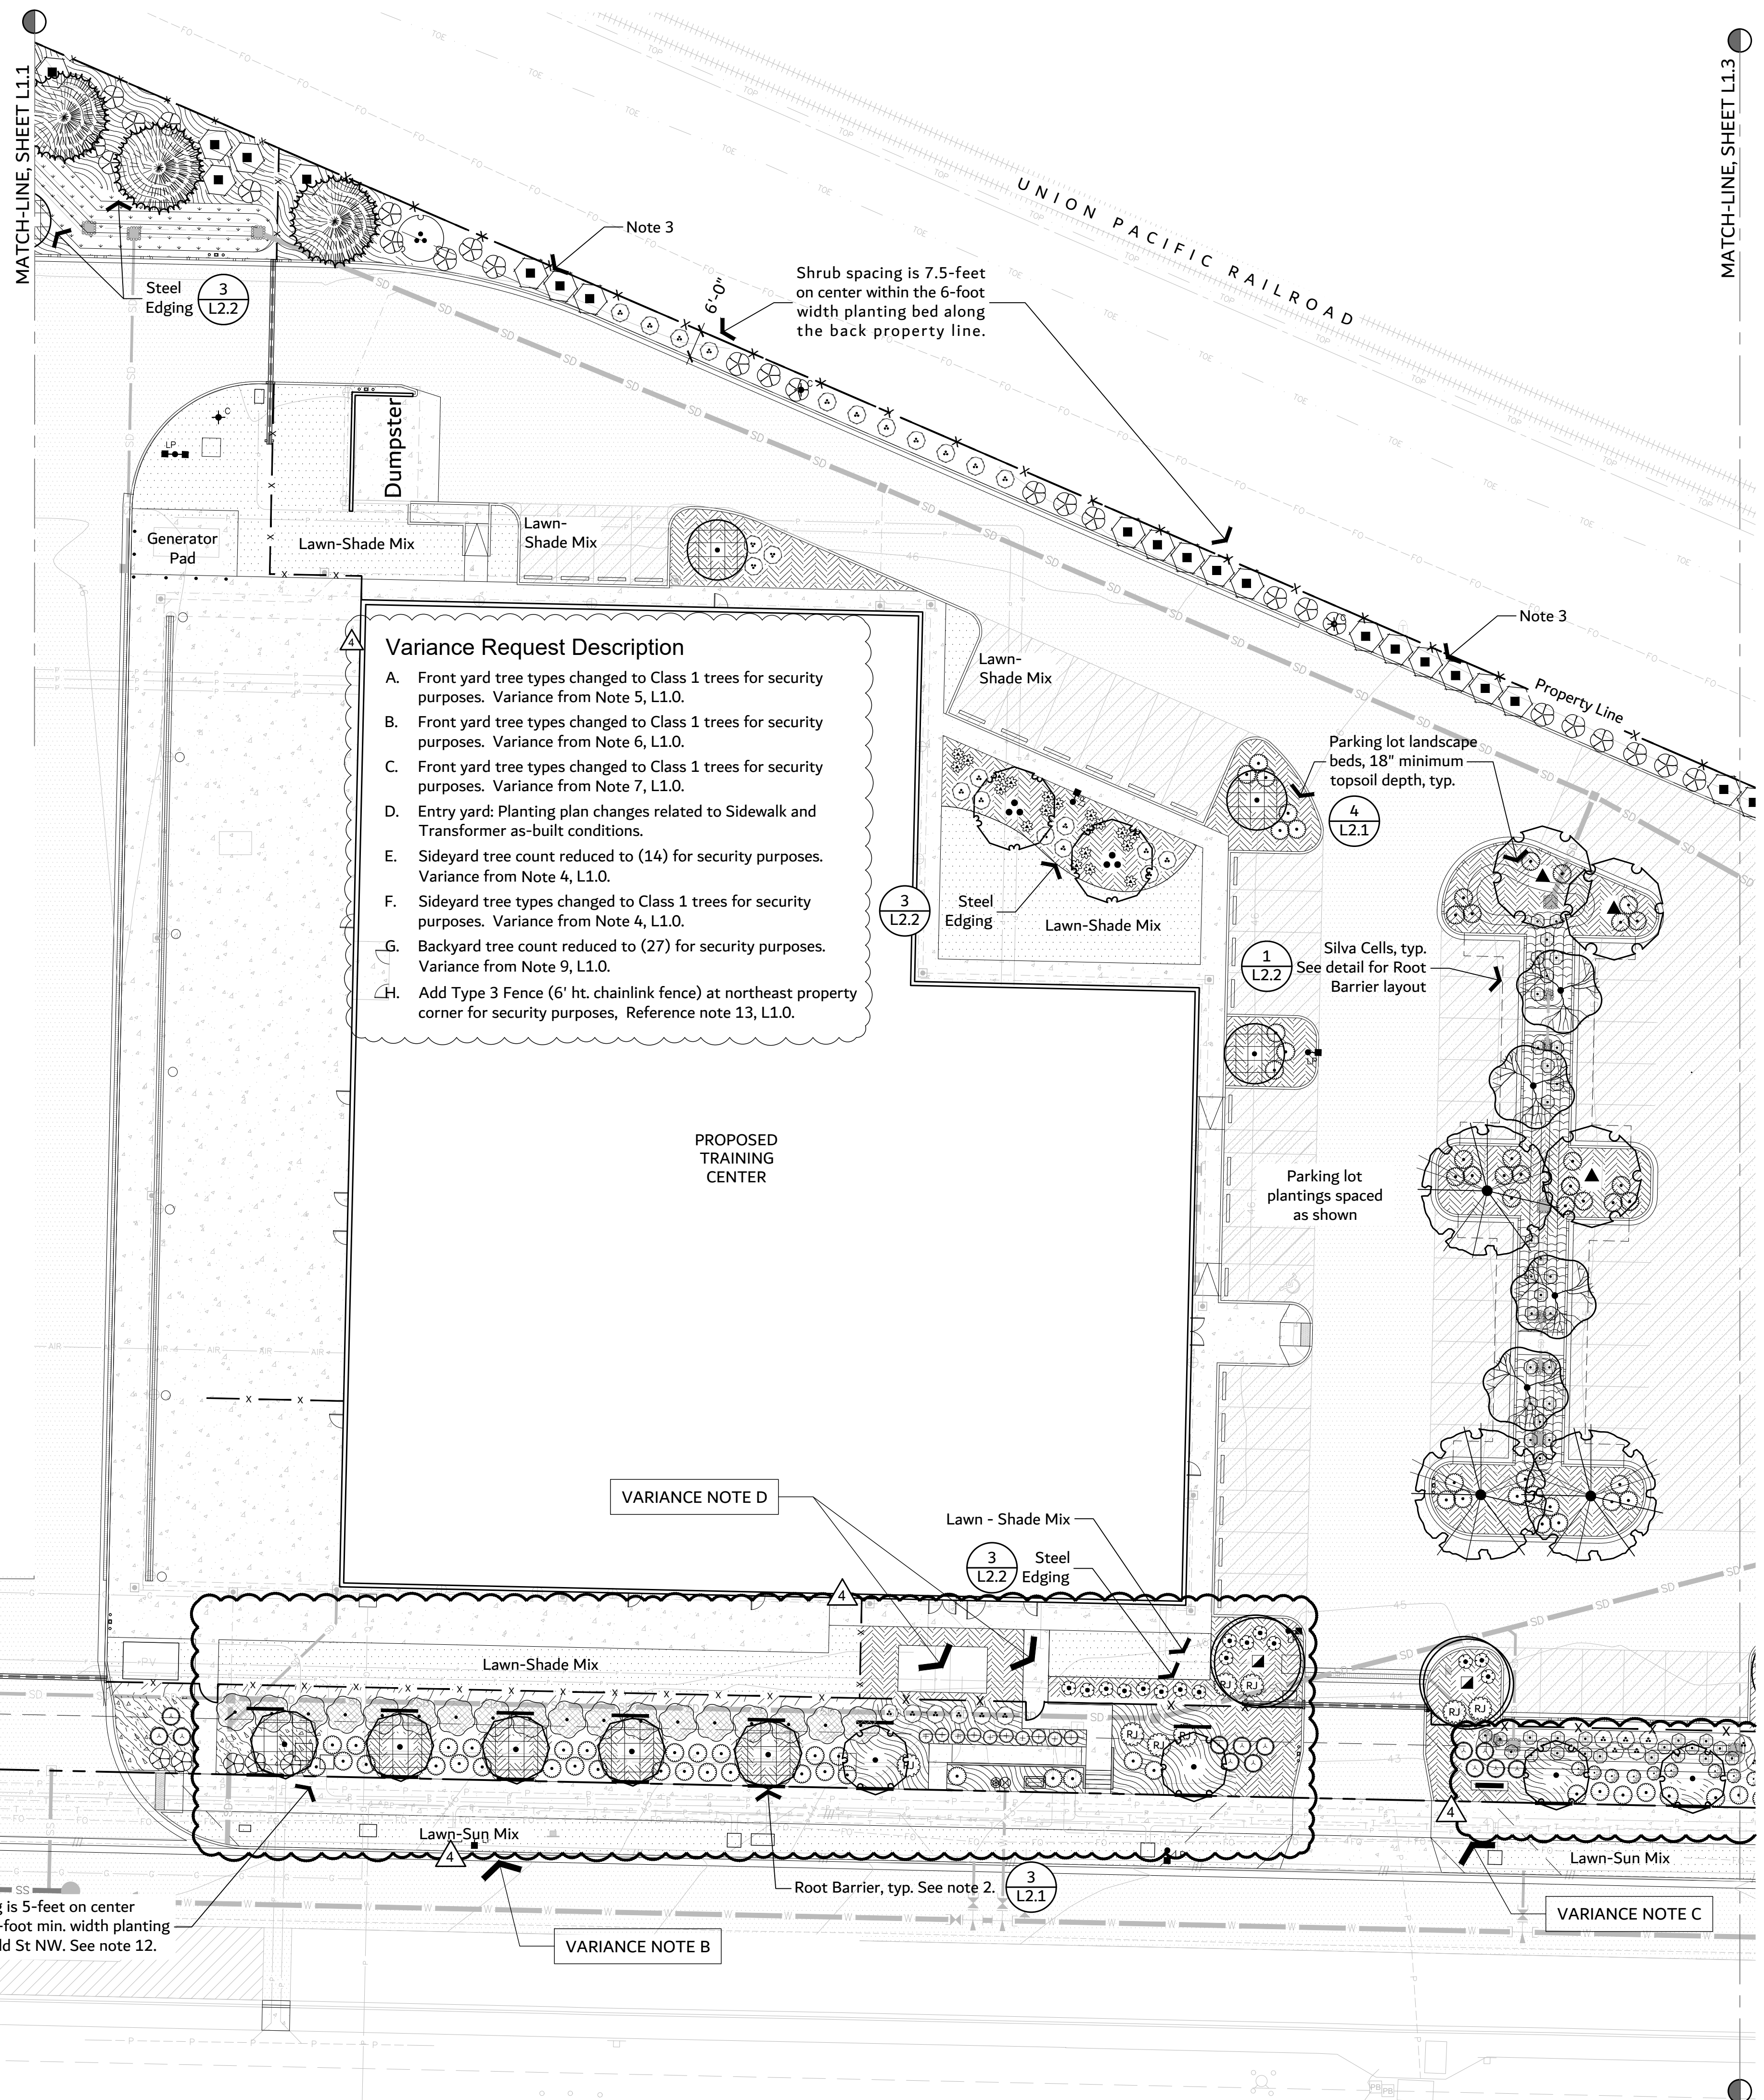 MATCH-LINE, SHEET L1.1
MATCH-LINE, SHEET L1.3
UNION PACIFIC RAILROAD
Note 3
Steel
Edging
3
L2.2
6'-0"
Shrub spacing is 7.5-feet
on center within the 6-foot
width planting bed along
the back property line.
Dumpster
C
LP
Generator
Pad
Lawn-Shade Mix
Lawn-
Shade Mix
Note 3
Property Line
Lawn-
Shade Mix
4
Variance Request Description
A. Front yard tree types changed to Class 1 trees for security
purposes. Variance from Note 5, L1.0.
B. Front yard tree types changed to Class 1 trees for security
purposes. Variance from Note 6, L1.0.
C. Front yard tree types changed to Class 1 trees for security
purposes. Variance from Note 7, L1.0.
D. Entry yard: Planting plan changes related to Sidewalk and
Transformer as-built conditions.
E. Sideyard tree count reduced to (14) for security purposes.
Variance from Note 4, L1.0.
F. Sideyard tree types changed to Class 1 trees for security
purposes. Variance from Note 4, L1.0.
G. Backyard tree count reduced to (27) for security purposes.
Variance from Note 9, L1.0.
H. Add Type 3 Fence (6' ht. chainlink fence) at northeast property
corner for security purposes, Reference note 13, L1.0.
Parking lot landscape
beds, 18" minimum
topsoil depth, typ.
4
L2.1
3
L2.2
Steel
Edging
Lawn-Shade Mix
1
L2.2
Silva Cells, typ.
See detail for Root
Barrier layout
LP
PROPOSED
TRAINING
CENTER
Parking lot
plantings spaced
as shown
VARIANCE NOTE D
Lawn - Shade Mix
3
L2.2
Steel
Edging
4
Lawn-Shade Mix
RJ
RJ
RJ
RJ
RJ
RJ
RJ
RJ
Lawn-Sun Mix
4
4
Lawn-Sun Mix
Root Barrier, typ. See note 2.
3
L2.1
is 5-feet on center
-foot min. width planting
ld St NW. See note 12.
VARIANCE NOTE B
VARIANCE NOTE C